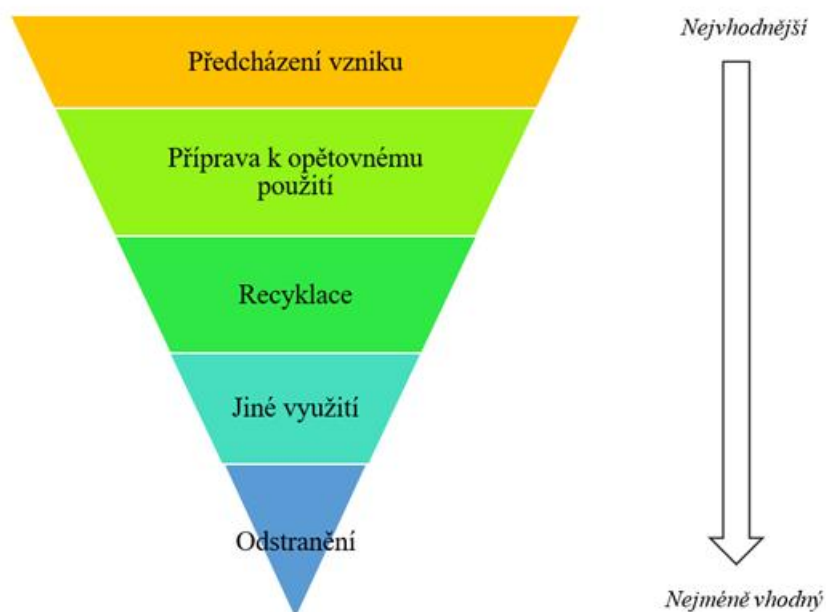 Nejvhodnější
Předcházení vzniku
Příprava k opětovnému
použití
Recyklace
Jiné využití
Odstranění
Nejméně vhodný